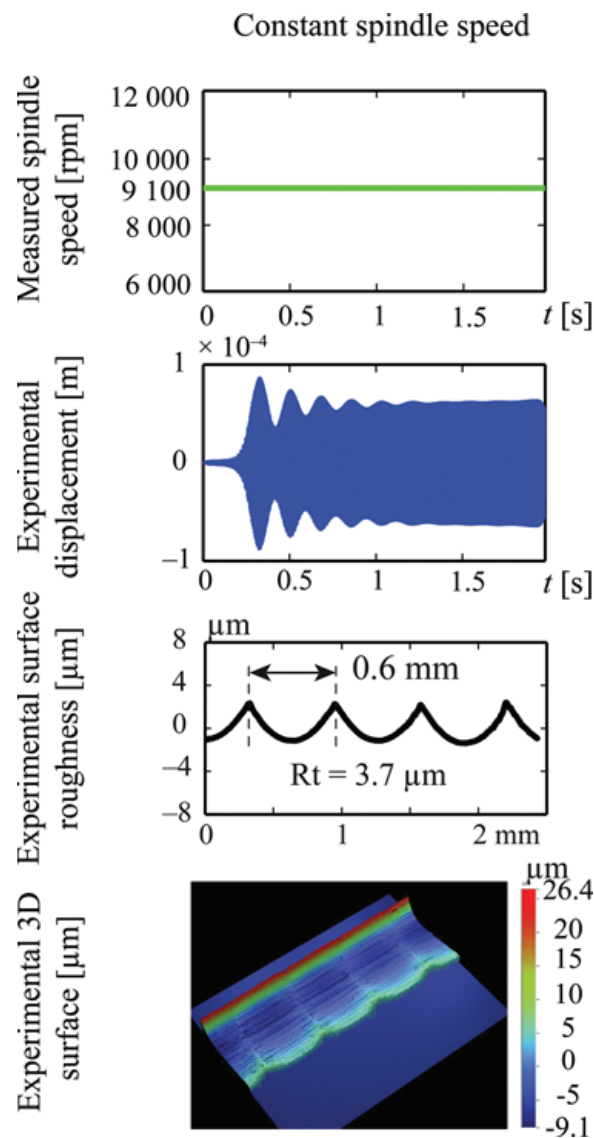 Constant spindle speed
Measured spindle
speed [rpm]
12 000
10 000
9 100
8 000
6 000
0 0.5 1 1.5 t [s]
Experimental
displacement [m]
× 10⁻⁴
1
0
−1
0 0.5 1 1.5 t [s]
Experimental surface
roughness [µm]
µm
8
4
0
−4
−8
0.6 mm
Rt = 3.7 µm
0 1 2 mm
Experimental 3D
surface [µm]
µm
26.4
20
15
10
5
0
-5
-9.1